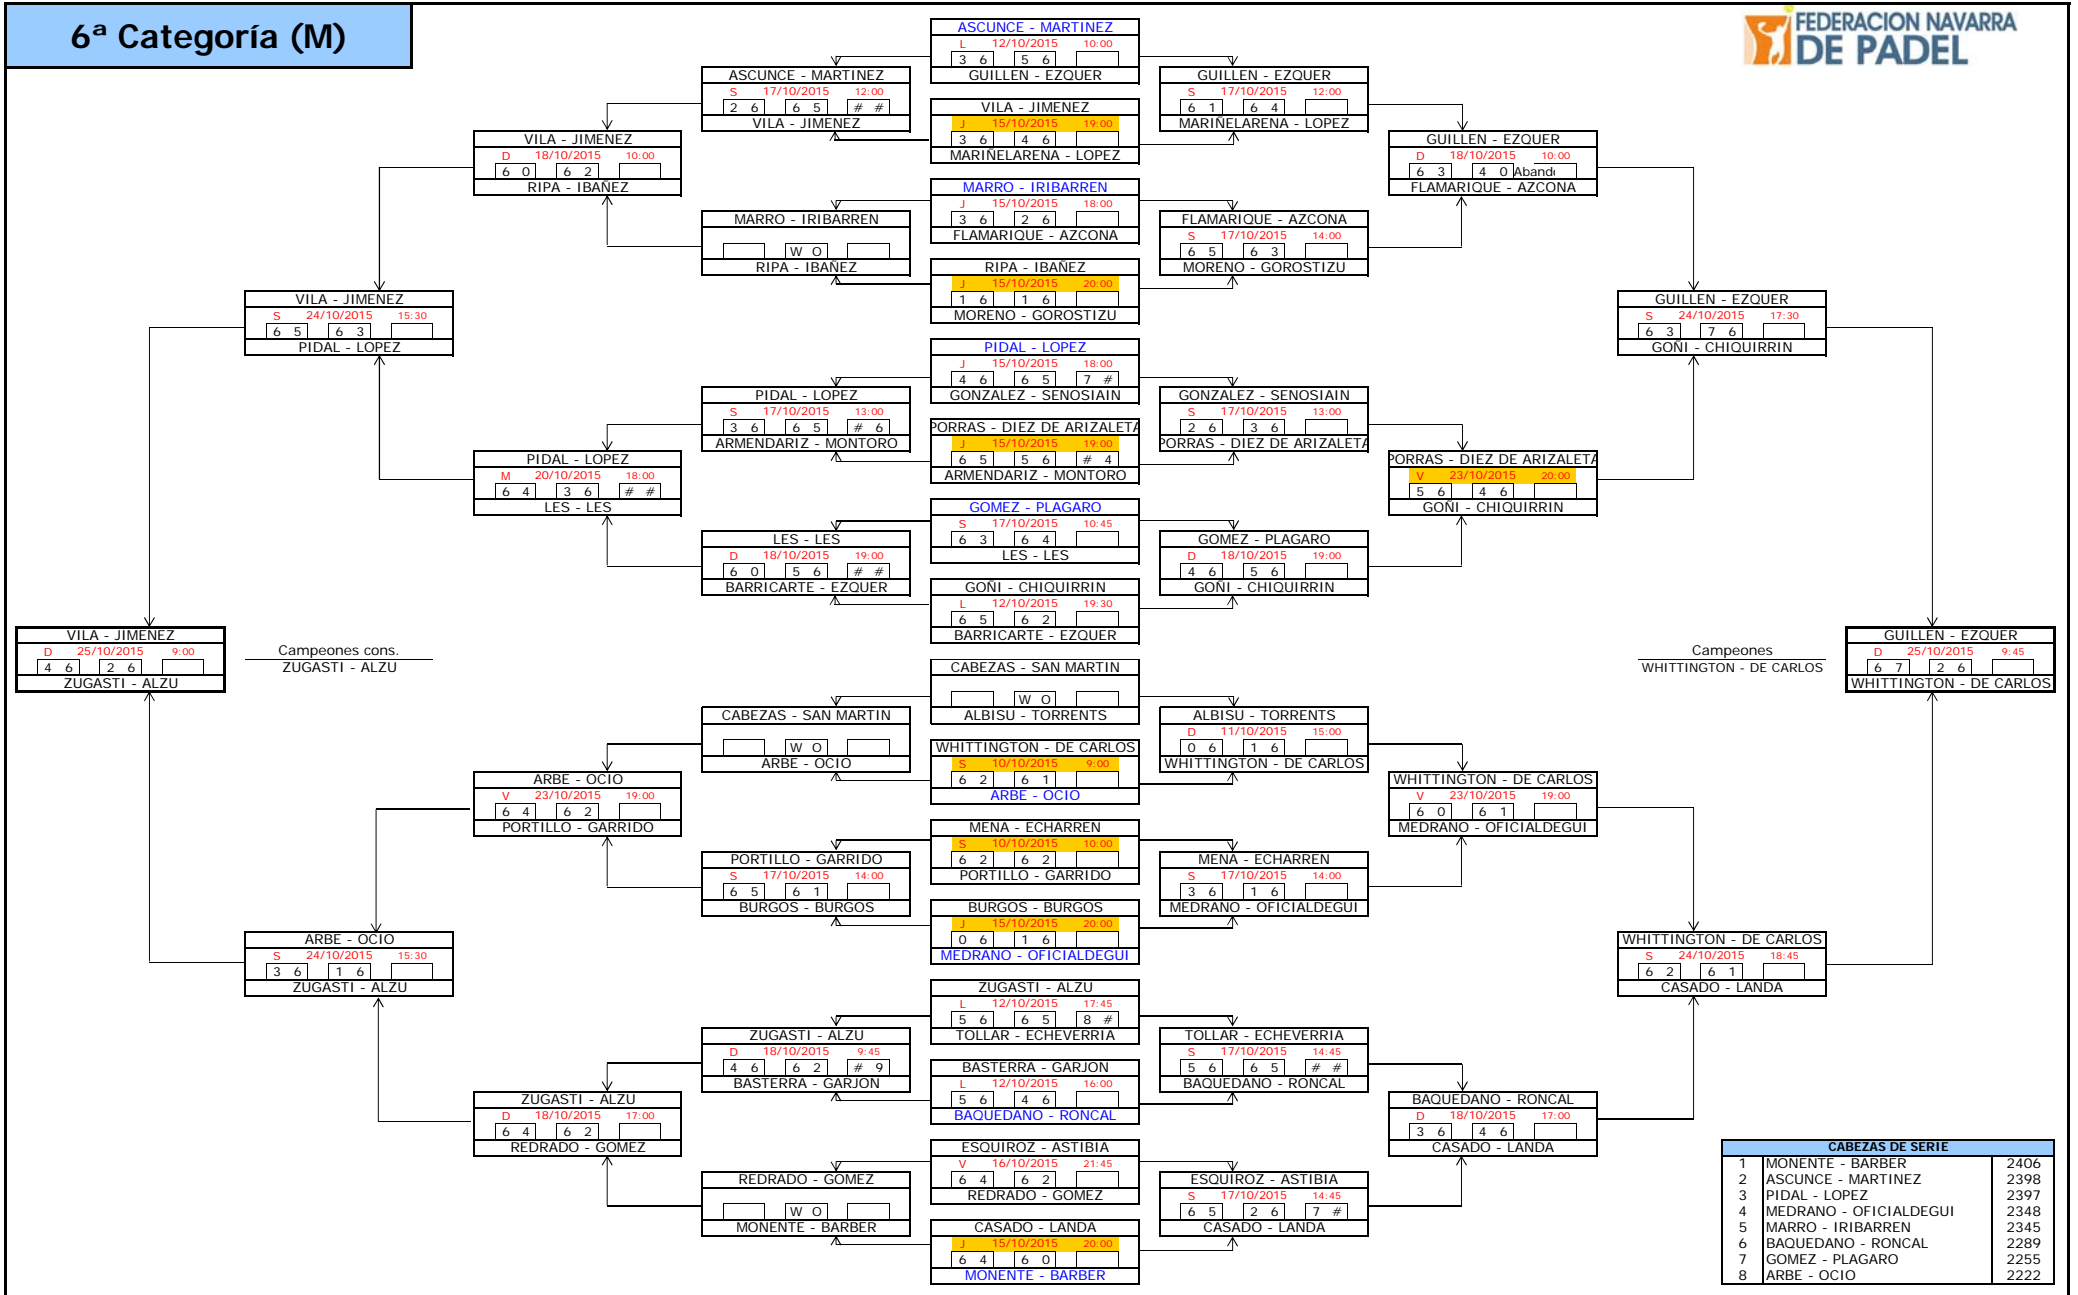 6ª Categoría (M)
FEDERACION NAVARRA
DE PADEL
VILA - JIMENEZ
D 25/10/2015 9:00
4 6 2 6
ZUGASTI - ALZU
Campeones cons.
ZUGASTI - ALZU
VILA - JIMENEZ
S 24/10/2015 15:30
6 5 6 3
PIDAL - LOPEZ
ARBE - OCIO
S 24/10/2015 15:30
3 6 1 6
ZUGASTI - ALZU
VILA - JIMENEZ
D 18/10/2015 10:00
6 0 6 2
RIPA - IBAÑEZ
PIDAL - LOPEZ
M 20/10/2015 18:00
6 4 3 6 # #
LES - LES
ARBE - OCIO
V 23/10/2015 19:00
6 4 6 2
PORTILLO - GARRIDO
ZUGASTI - ALZU
D 18/10/2015 17:00
6 4 6 2
REDRADO - GOMEZ
ASCUNCE - MARTINEZ
S 17/10/2015 12:00
2 6 6 5 # #
VILA - JIMENEZ
MARRO - IRIBARREN
W O
RIPA - IBAÑEZ
PIDAL - LOPEZ
S 17/10/2015 13:00
3 6 6 5 # 6
ARMENDARIZ - MONTORO
LES - LES
D 18/10/2015 19:00
6 0 5 6 # #
BARRICARTE - EZQUER
CABEZAS - SAN MARTIN
W O
ARBE - OCIO
PORTILLO - GARRIDO
S 17/10/2015 14:00
6 5 6 1
BURGOS - BURGOS
ZUGASTI - ALZU
D 18/10/2015 9:45
4 6 6 2 # 9
BASTERRA - GARJON
REDRADO - GOMEZ
W O
MONENTE - BARBER
ASCUNCE - MARTINEZ
L 12/10/2015 10:00
3 6 5 6
GUILLEN - EZQUER
VILA - JIMENEZ
J 15/10/2015 19:00
3 6 4 6
MARIÑELARENA - LOPEZ
MARRO - IRIBARREN
J 15/10/2015 18:00
3 6 2 6
FLAMARIQUE - AZCONA
RIPA - IBAÑEZ
J 15/10/2015 20:00
1 6 1 6
MORENO - GOROSTIZU
PIDAL - LOPEZ
J 15/10/2015 18:00
4 6 6 5 7 #
GONZALEZ - SENOSIAIN
PORRAS - DIEZ DE ARIZALETA
J 15/10/2015 19:00
6 5 5 6 # 4
ARMENDARIZ - MONTORO
GOMEZ - PLAGARO
S 17/10/2015 10:45
6 3 6 4
LES - LES
GOÑI - CHIQUIRRIN
L 12/10/2015 19:30
6 5 6 2
BARRICARTE - EZQUER
CABEZAS - SAN MARTIN
W O
ALBISU - TORRENTS
WHITTINGTON - DE CARLOS
S 10/10/2015 9:00
6 2 6 1
ARBE - OCIO
MENA - ECHARREN
S 10/10/2015 10:00
6 2 6 2
PORTILLO - GARRIDO
BURGOS - BURGOS
J 15/10/2015 20:00
0 6 1 6
MEDRANO - OFICIALDEGUI
ZUGASTI - ALZU
L 12/10/2015 17:45
5 6 6 5 8 #
TOLLAR - ECHEVERRIA
BASTERRA - GARJON
L 12/10/2015 16:00
5 6 4 6
BAQUEDANO - RONCAL
ESQUIROZ - ASTIBIA
V 16/10/2015 21:45
6 4 6 2
REDRADO - GOMEZ
CASADO - LANDA
J 15/10/2015 20:00
6 4 6 0
MONENTE - BARBER
GUILLEN - EZQUER
S 17/10/2015 12:00
6 1 6 4
MARIÑELARENA - LOPEZ
FLAMARIQUE - AZCONA
S 17/10/2015 14:00
6 5 6 3
MORENO - GOROSTIZU
GONZALEZ - SENOSIAIN
S 17/10/2015 13:00
2 6 3 6
PORRAS - DIEZ DE ARIZALETA
GOMEZ - PLAGARO
D 18/10/2015 19:00
4 6 5 6
GOÑI - CHIQUIRRIN
ALBISU - TORRENTS
D 11/10/2015 15:00
0 6 1 6
WHITTINGTON - DE CARLOS
MENA - ECHARREN
S 17/10/2015 14:00
3 6 1 6
MEDRANO - OFICIALDEGUI
TOLLAR - ECHEVERRIA
S 17/10/2015 14:45
5 6 6 5 # #
BAQUEDANO - RONCAL
ESQUIROZ - ASTIBIA
S 17/10/2015 14:45
6 5 2 6 7 #
CASADO - LANDA
GUILLEN - EZQUER
D 18/10/2015 10:00
6 3 4 0 Aband
FLAMARIQUE - AZCONA
PORRAS - DIEZ DE ARIZALETA
V 23/10/2015 20:00
5 6 4 6
GOÑI - CHIQUIRRIN
WHITTINGTON - DE CARLOS
V 23/10/2015 19:00
6 0 6 1
MEDRANO - OFICIALDEGUI
BAQUEDANO - RONCAL
D 18/10/2015 17:00
3 6 4 6
CASADO - LANDA
GUILLEN - EZQUER
S 24/10/2015 17:30
6 3 7 6
GOÑI - CHIQUIRRIN
WHITTINGTON - DE CARLOS
S 24/10/2015 18:45
6 2 6 1
CASADO - LANDA
Campeones
WHITTINGTON - DE CARLOS
GUILLEN - EZQUER
D 25/10/2015 9:45
6 7 2 6
WHITTINGTON - DE CARLOS
CABEZAS DE SERIE
1 MONENTE - BARBER 2406
2 ASCUNCE - MARTINEZ 2398
3 PIDAL - LOPEZ 2397
4 MEDRANO - OFICIALDEGUI 2348
5 MARRO - IRIBARREN 2345
6 BAQUEDANO - RONCAL 2289
7 GOMEZ - PLAGARO 2255
8 ARBE - OCIO 2222